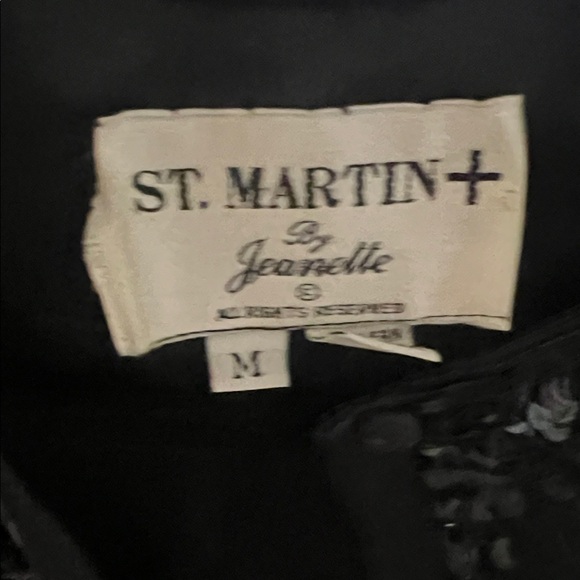 ST. MARTIN+
By
Jeanette
©
ALL RIGHTS RESERVED
M